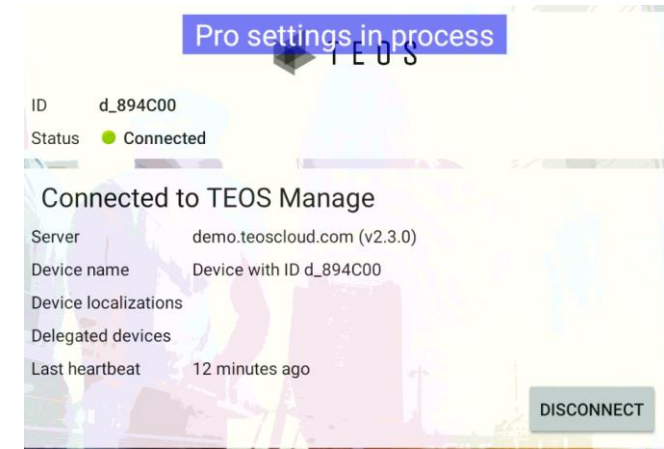 Pro settings in process
TEOS
ID d_894C00
Status Connected
Connected to TEOS Manage
Server demo.teoscloud.com (v2.3.0)
Device name Device with ID d_894C00
Device localizations
Delegated devices
Last heartbeat 12 minutes ago
DISCONNECT